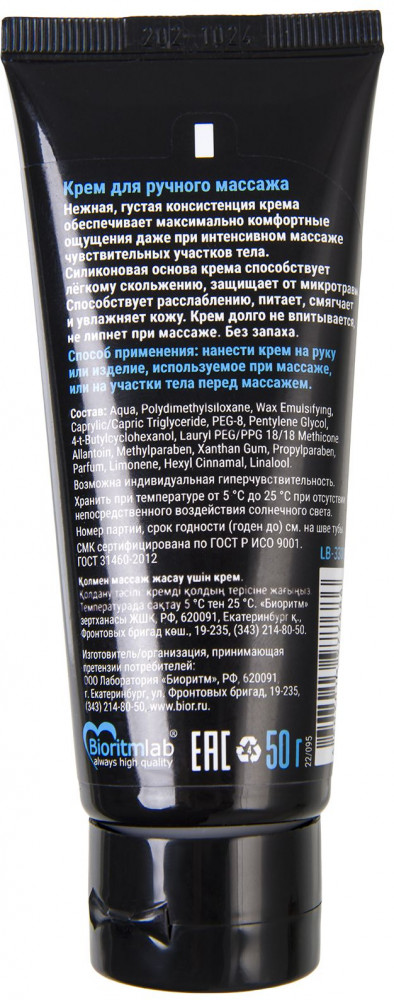 202 1024
Крем для ручного массажа
Нежная, густая консистенция крема
обеспечивает максимально комфортные
ощущения даже при интенсивном массаже
чувствительных участков тела.
Силиконовая основа крема способствует
лёгкому скольжению, защищает от микротравм
Способствует расслаблению, питает, смягчает
и увлажняет кожу. Крем долго не впитывается
не липнет при массаже. Без запаха.
Способ применения: нанести крем на руку
или изделие, используемое при массаже,
или на участки тела перед массажем.
Состав: Aqua, Polydimethylsiloxane, Wax Emulsifying,
Caprylic/Capric Triglyceride, PEG-8, Pentylene Glycol,
4-t-Butylcyclohexanol, Lauryl PEG/PPG 18/18 Methicone
Allantoin, Methylparaben, Xanthan Gum, Propylparaben,
Parfum, Limonene, Hexyl Cinnamal, Linalool.
Возможна индивидуальная гиперчувствительность.
Хранить при температуре от 5 °С до 25 °С при отсутствии
непосредственного воздействия солнечного света.
Номер партии, срок годности (годен до) см. на шве тубы
СМК сертифицирована по ГОСТ Р ИСО 9001.
ГОСТ 31460-2012
LB-330
Қолмен массаж жасау үшін крем.
Қолдану тәсілі: кремді қолдың терісіне жағыңыз.
Температурада сақтау 5 °С тен 25 °С. «Биоритм»
зертханасы ЖШК, РФ, 620091, Екатеринбург қ.,
Фронтовых бригад көш., 19-235, (343) 214-80-50.
Изготовитель/организация, принимающая
претензии потребителей:
ООО Лаборатория «Биоритм», РФ, 620091,
г. Екатеринбург, ул. Фронтовых бригад, 19-235,
(343) 214-80-50, www.bior.ru.
Bioritmlab®
always high quality
EAC
50 г
22/095